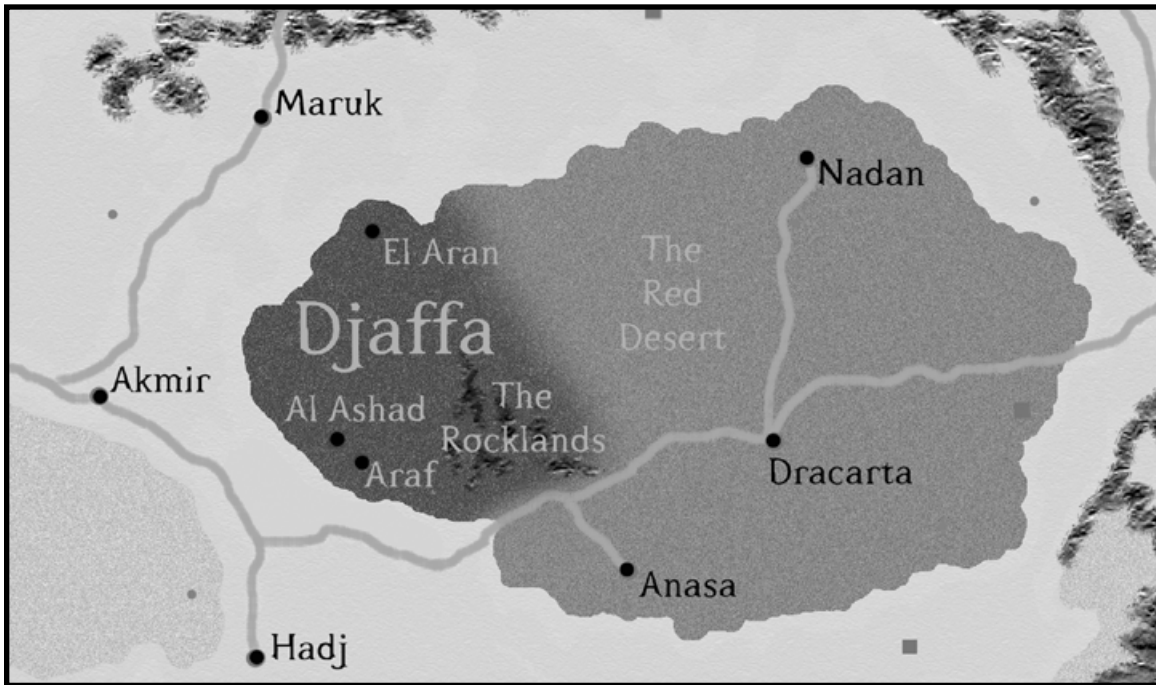 Maruk
Nadan
El Aran
The
Red
Desert
Djaffa
Akmir
Al Ashad
The
Rocklands
Araf
Dracarta
Anasa
Hadj